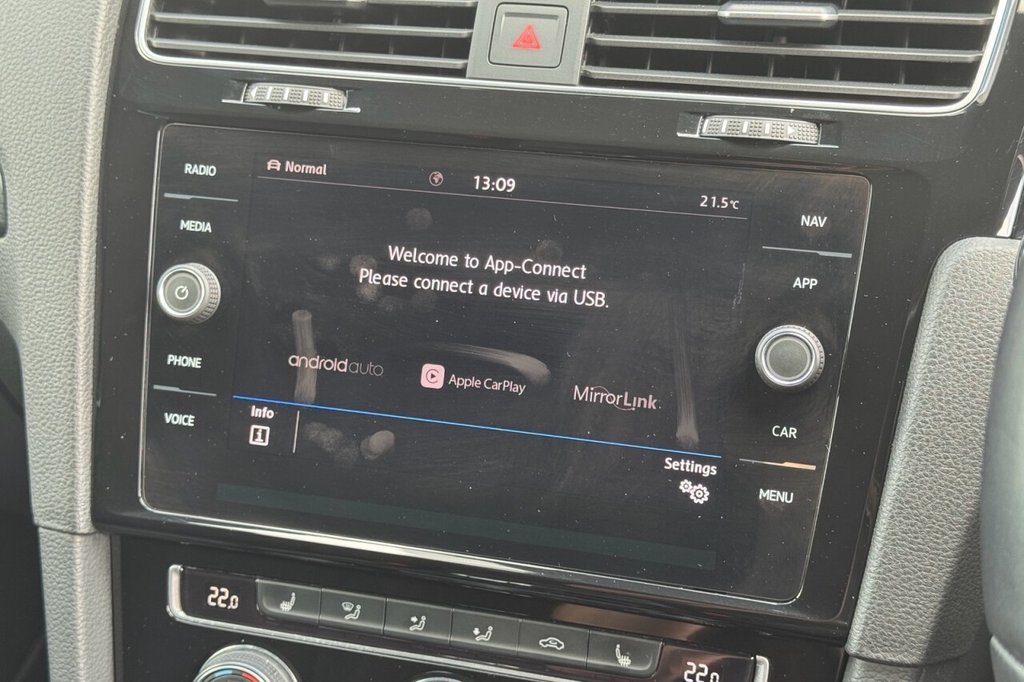 RADIO
MEDIA
PHONE
VOICE
Normal
13:09
21.5°C
Welcome to App-Connect
Please connect a device via USB.
androidauto
Apple CarPlay
MirrorLink
Info
i
Settings
NAV
APP
CAR
MENU
22.0
22.0